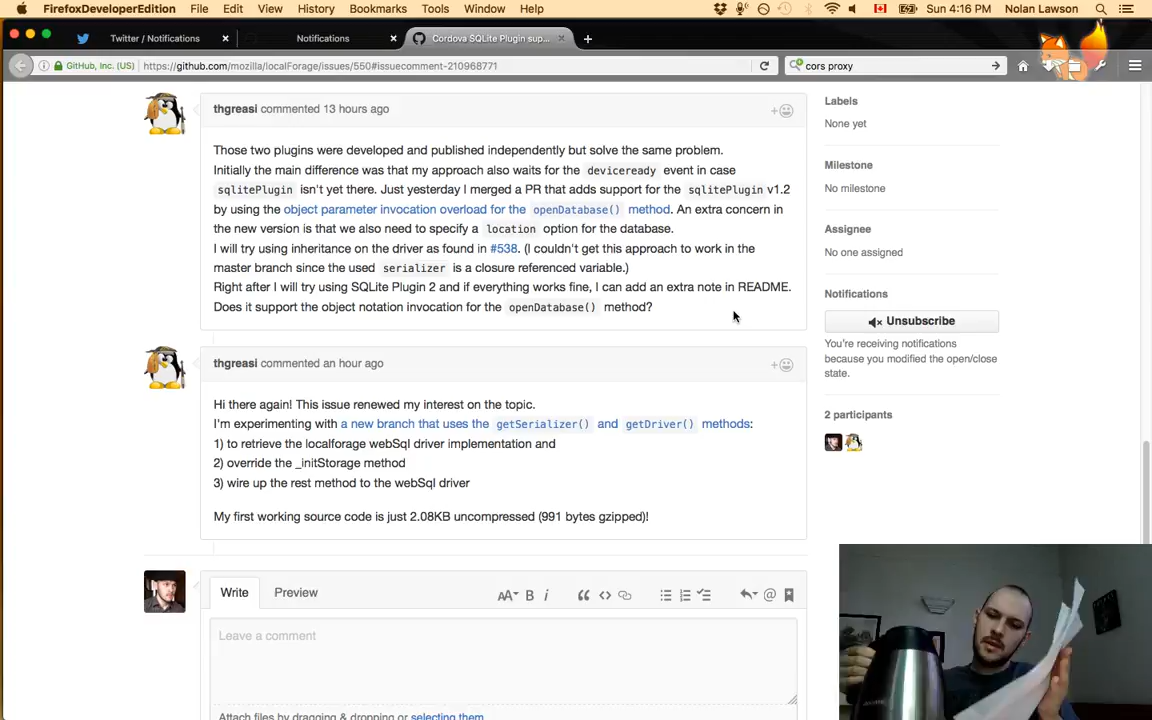 FirefoxDeveloperEdition File Edit View History Bookmarks Tools Window Help Sun 4:16 PM Nolan Lawson
Twitter / Notifications × Notifications × Cordova SQLite Plugin sup... × +
GitHub, Inc. (US) https://github.com/mozilla/localForage/issues/550#issuecomment-210968771 cors proxy
thgreasi commented 13 hours ago
Those two plugins were developed and published independently but solve the same problem.
Initially the main difference was that my approach also waits for the deviceready event in case
sqlitePlugin isn't yet there. Just yesterday I merged a PR that adds support for the sqlitePlugin v1.2
by using the object parameter invocation overload for the openDatabase() method. An extra concern in
the new version is that we also need to specify a location option for the database.
I will try using inheritance on the driver as found in #538. (I couldn't get this approach to work in the
master branch since the used serializer is a closure referenced variable.)
Right after I will try using SQLite Plugin 2 and if everything works fine, I can add an extra note in README.
Does it support the object notation invocation for the openDatabase() method?
thgreasi commented an hour ago
Hi there again! This issue renewed my interest on the topic.
I'm experimenting with a new branch that uses the getSerializer() and getDriver() methods:
1) to retrieve the localforage webSql driver implementation and
2) override the _initStorage method
3) wire up the rest method to the webSql driver
My first working source code is just 2.08KB uncompressed (991 bytes gzipped)!
Write Preview AA B i
Leave a comment
Attach files by dragging & dropping or selecting them
Labels
None yet
Milestone
No milestone
Assignee
No one assigned
Notifications
Unsubscribe
You're receiving notifications
because you modified the open/close
state.
2 participants